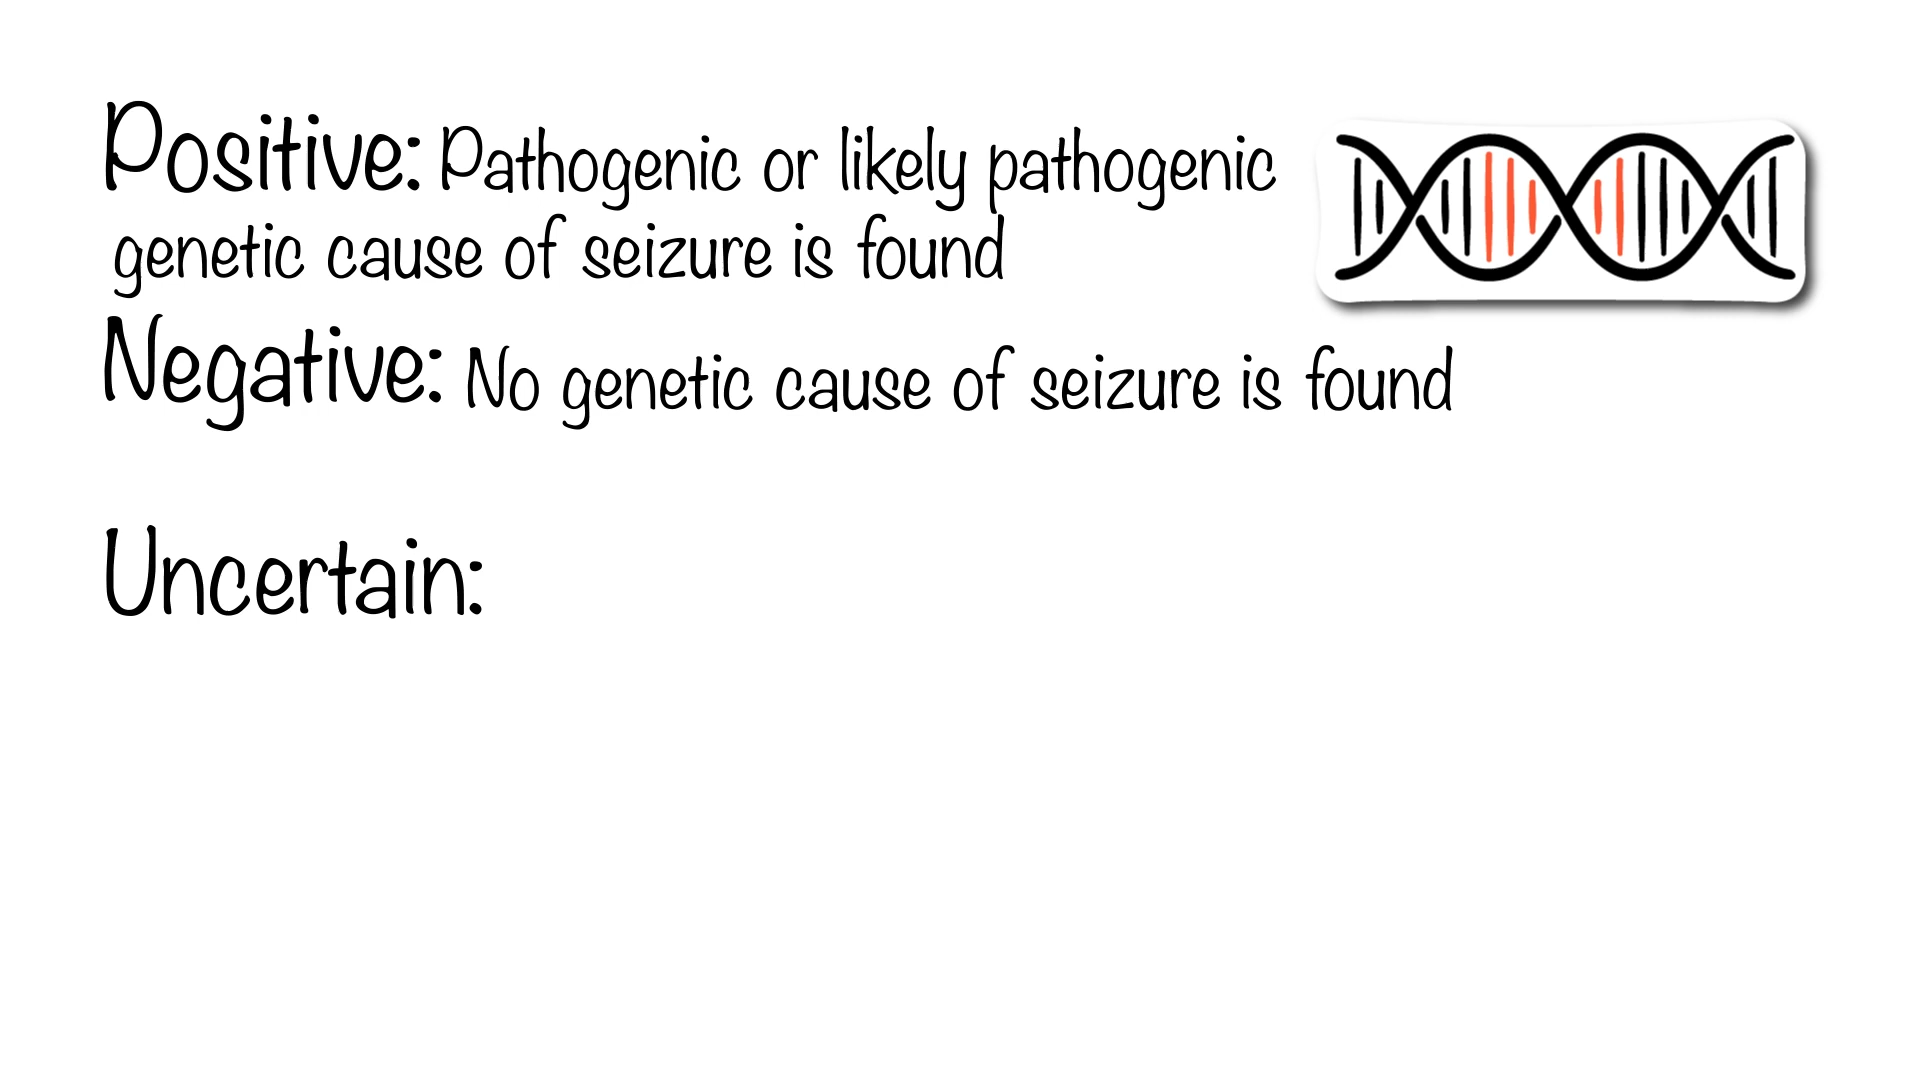 Positive: Pathogenic or likely pathogenic
genetic cause of seizure is found
Negative: No genetic cause of seizure is found
Uncertain: